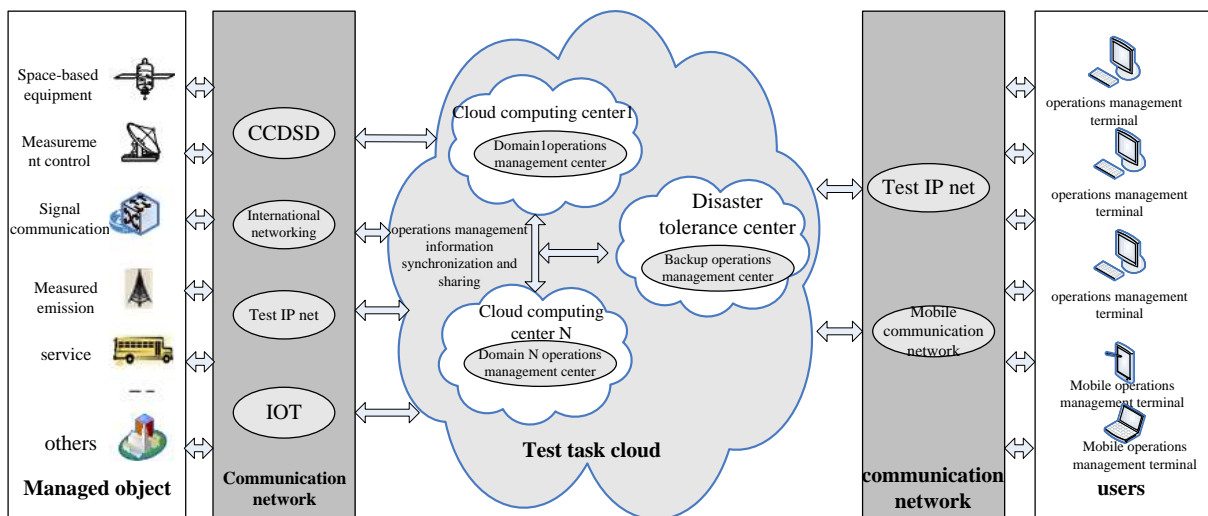 Space-based
equipment
Measureme
nt control
Signal
communication
Measured
emission
service
others
Managed object
CCDSD
International
networking
Test IP net
IOT
Communication
network
Cloud computing center1
Domain1operations
management center
operations management
information
synchronization and
sharing
Disaster
tolerance center
Backup operations
management center
Cloud computing
center N
Domain N operations
management center
Test task cloud
Test IP net
Mobile
communication
network
communication
network
operations management
terminal
operations management
terminal
operations management
terminal
Mobile operations
management terminal
Mobile operations
management terminal
users